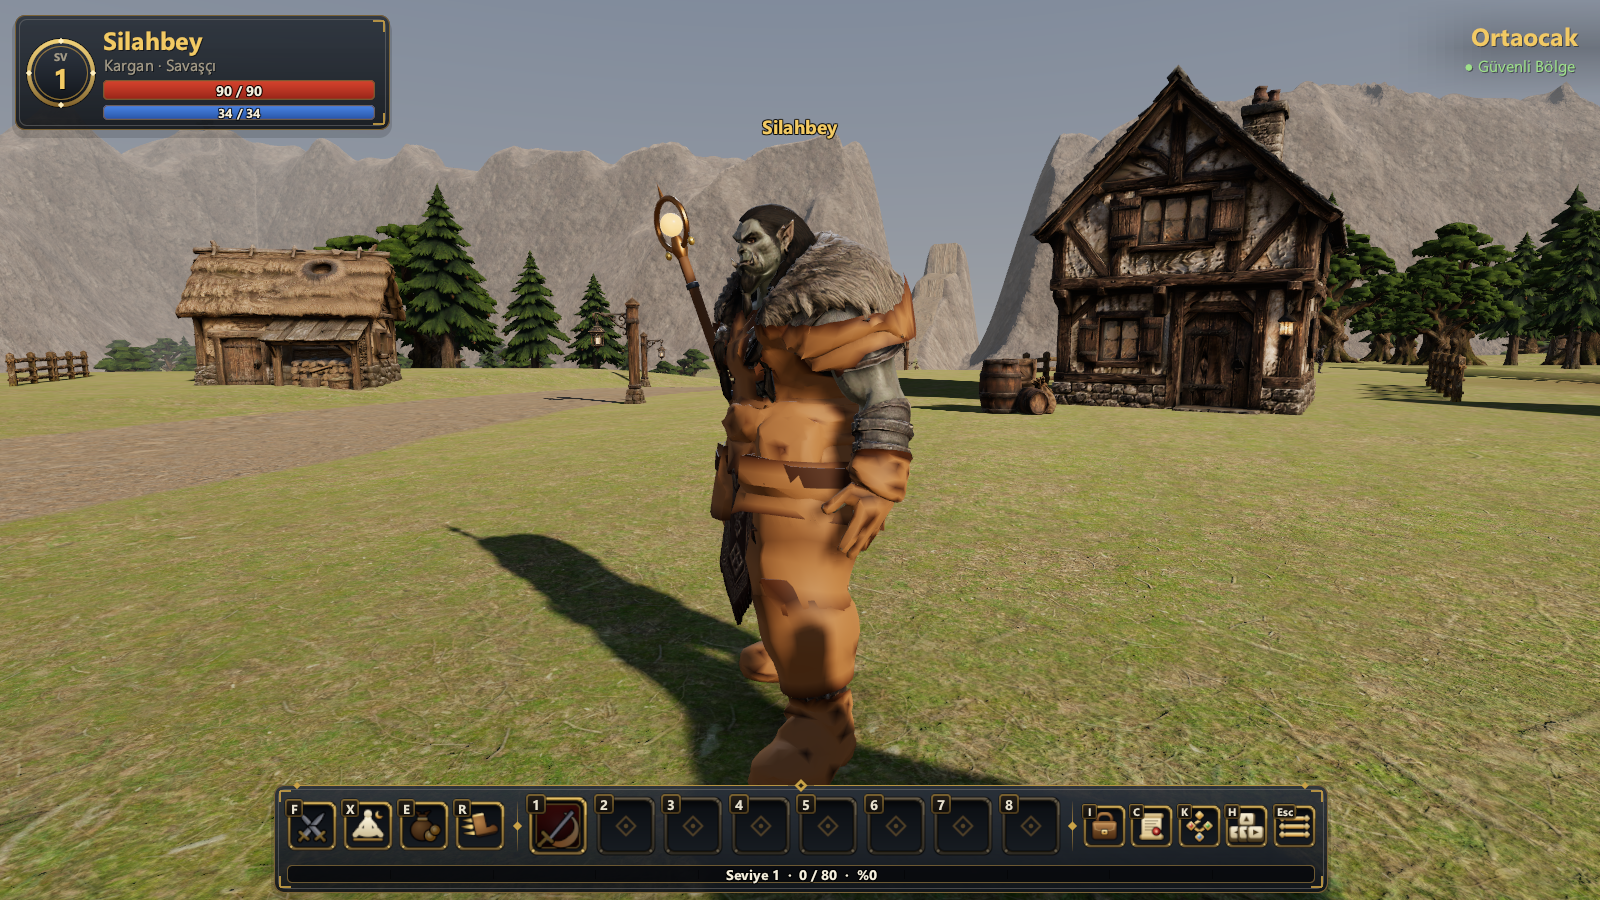 SV
1
Silahbey
Kargan · Savaşçı
90 / 90
34 / 34
Ortaocak
Güvenli Bölge
Silahbey
F X E R 1 2 3 4 5 6 7 8 I C K H Esc
Seviye 1 · 0 / 80 · %0